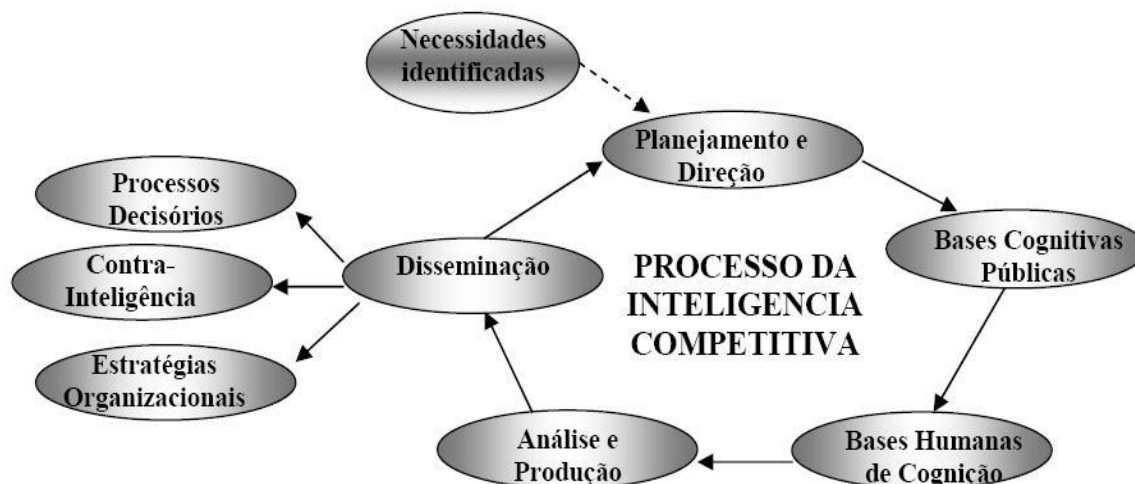 Necessidades
identificadas
Planejamento e
Direção
Processos
Decisórios
Bases Cognitivas
Públicas
Contra-
Inteligência
Disseminação
PROCESSO DA
INTELIGENCIA
COMPETITIVA
Estratégias
Organizacionais
Análise e
Produção
Bases Humanas
de Cognição